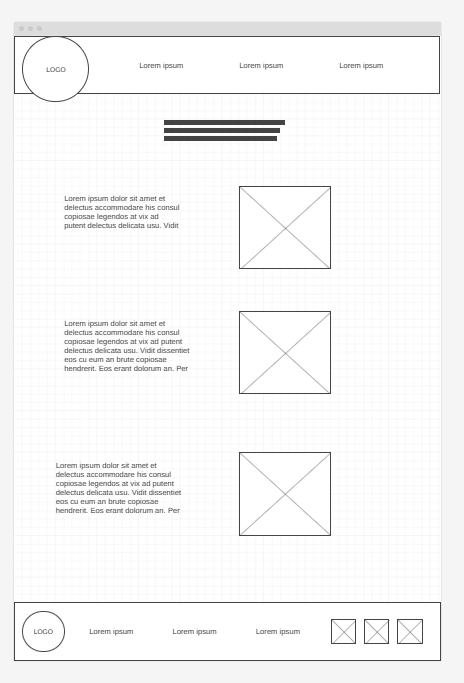 LOGO
Lorem ipsum
Lorem ipsum
Lorem ipsum
Lorem ipsum dolor sit amet et
delectus accommodare his consul
copiosae legendos at vix ad
putent delectus delicata usu. Vidit
Lorem ipsum dolor sit amet et
delectus accommodare his consul
copiosae legendos at vix ad putent
delectus delicata usu. Vidit dissentiet
eos cu eum an brute copiosae
hendrerit. Eos erant dolorum an. Per
Lorem ipsum dolor sit amet et
delectus accommodare his consul
copiosae legendos at vix ad putent
delectus delicata usu. Vidit dissentiet
eos cu eum an brute copiosae
hendrerit. Eos erant dolorum an. Per
LOGO
Lorem ipsum
Lorem ipsum
Lorem ipsum